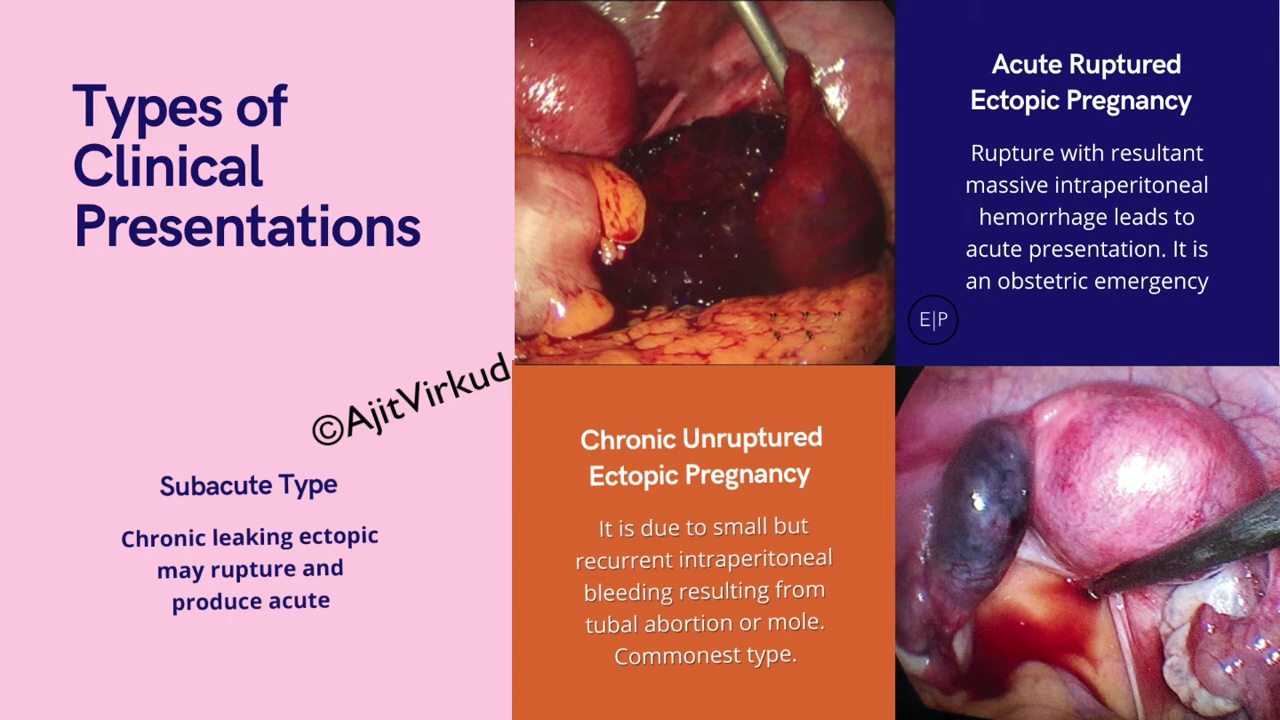 Types of
Clinical
Presentations
©AjitVirkud
Subacute Type
Chronic leaking ectopic
may rupture and
produce acute
Acute Ruptured
Ectopic Pregnancy
Rupture with resultant
massive intraperitoneal
hemorrhage leads to
acute presentation. It is
an obstetric emergency
E|P
Chronic Unruptured
Ectopic Pregnancy
It is due to small but
recurrent intraperitoneal
bleeding resulting from
tubal abortion or mole.
Commonest type.